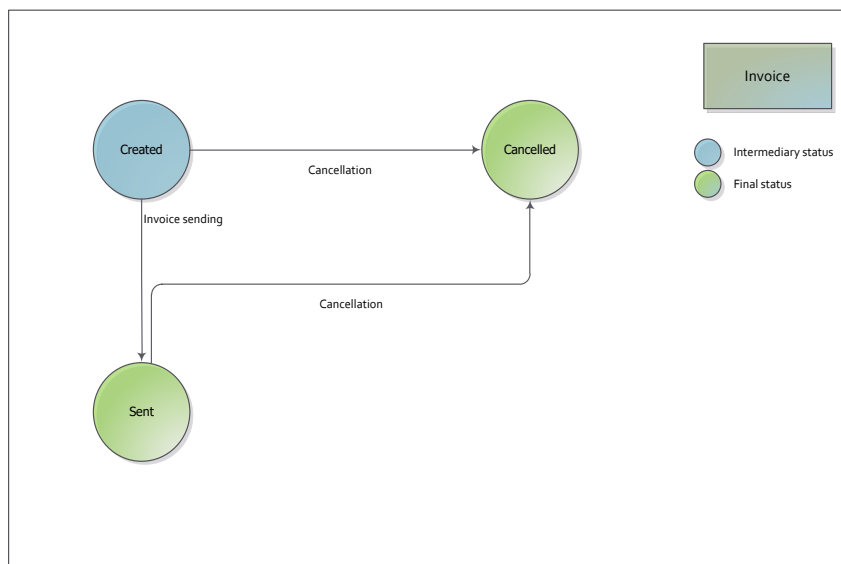 Invoice
Created
Cancelled
Cancellation
Intermediary status
Final status
Invoice sending
Cancellation
Sent